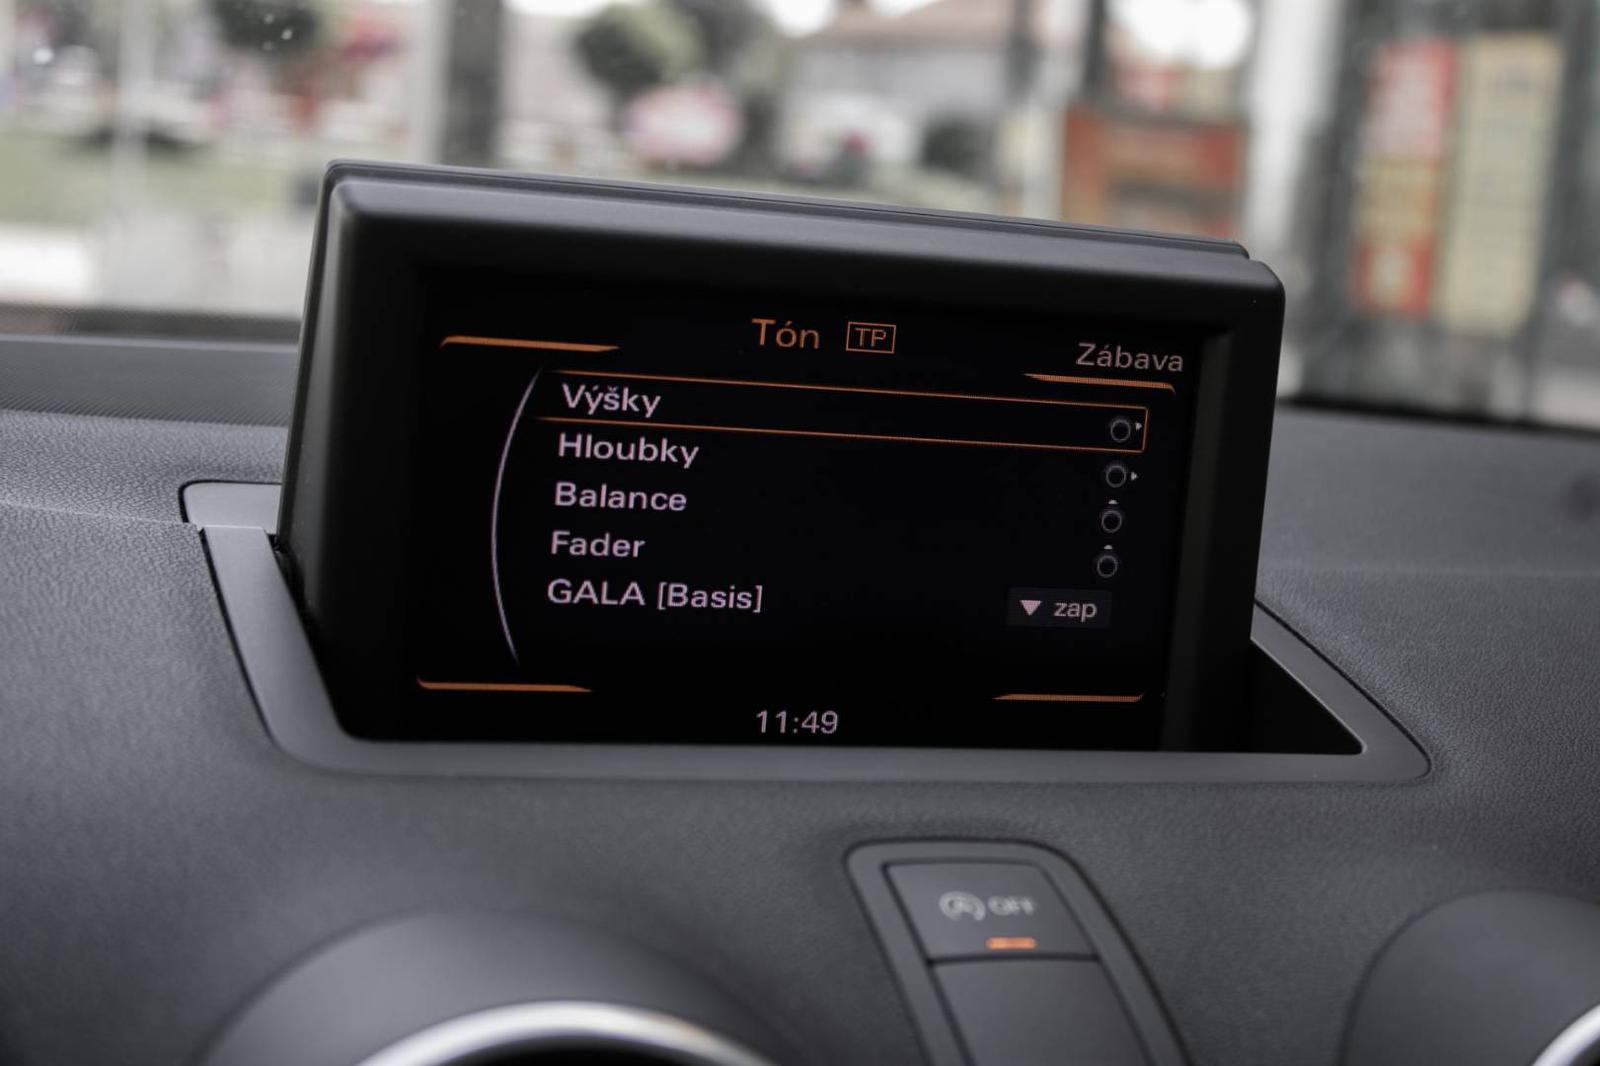 Tón TP
Zábava
Výšky
Hloubky
Balance
Fader
GALA [Basis]
zap
11:49
OFF